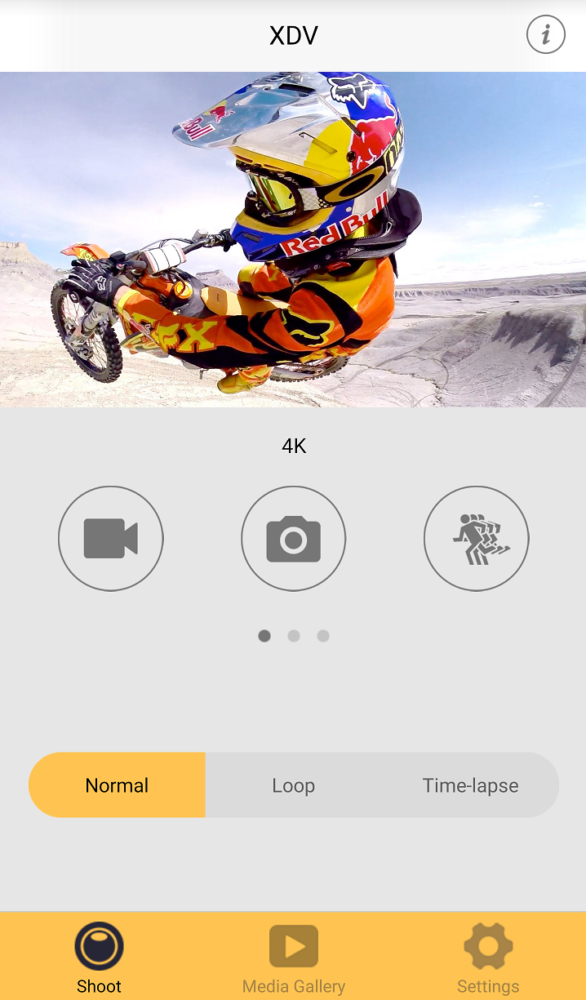 XDV
i
Red Bull
Red Bull
FOX
4K
Normal
Loop
Time-lapse
Shoot
Media Gallery
Settings